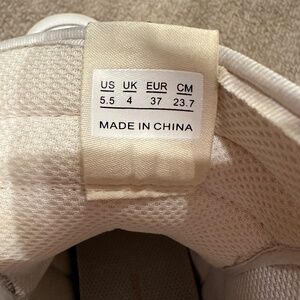 US UK EUR CM
5.5 4 37 23.7
MADE IN CHINA